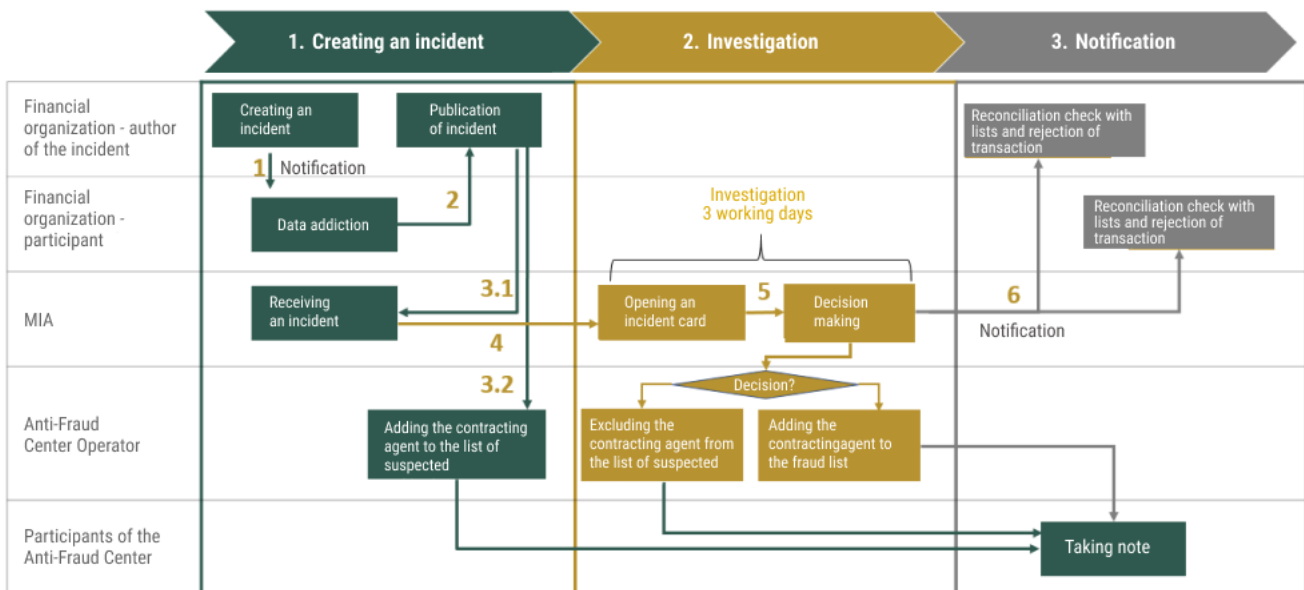 1. Creating an incident
2. Investigation
3. Notification
Financial
organization - author
of the incident
Creating an
incident
Publication
of incident
Reconciliation check with
lists and rejection of
transaction
1
Notification
Financial
organization -
participant
Data addiction
2
Investigation
3 working days
Reconciliation check with
lists and rejection of
transaction
MIA
Receiving
an incident
3.1
4
Opening an
incident card
5
Decision
making
6
Notification
3.2
Decision?
Anti-Fraud
Center Operator
Adding the contracting
agent to the list of
suspected
Excluding the
contracting agent from
the list of suspected
Adding the
contractingagent to
the fraud list
Participants of the
Anti-Fraud Center
Taking note